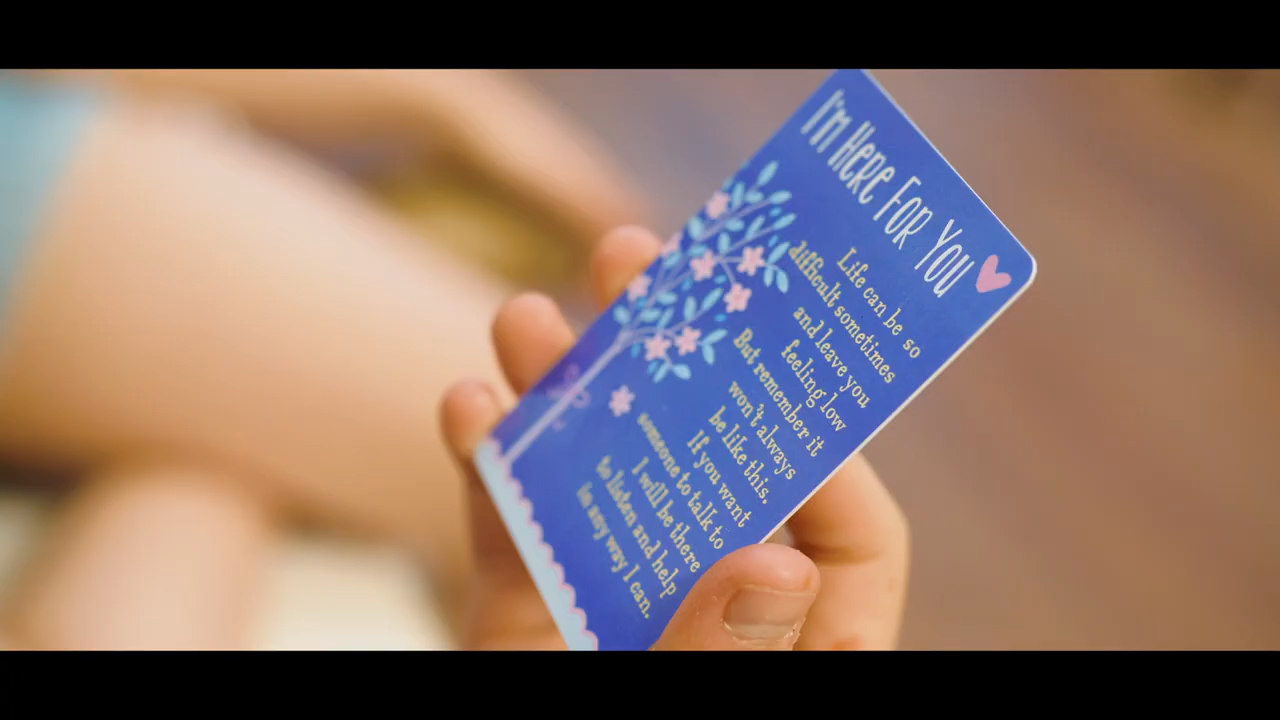 I'm Here For You
Life can be so
difficult sometimes
and leave you
feeling low
But remember it
won't always
be like this.
If you want
someone to talk to
I will be there
to listen and help
in any way I can.